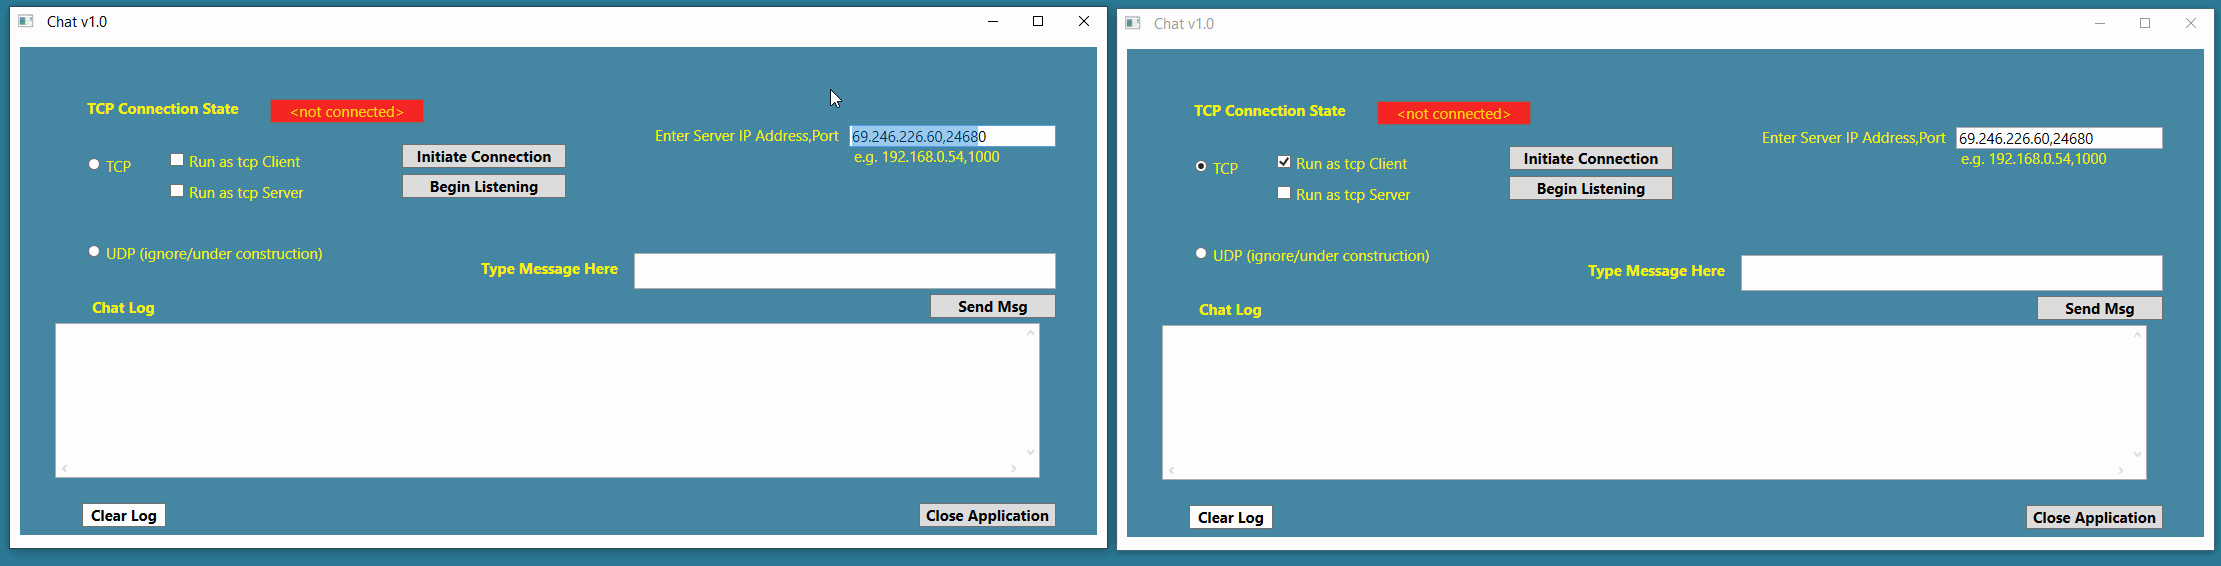 Chat v1.0
TCP Connection State
<not connected>
Enter Server IP Address,Port
69.246.226.60,24680
e.g. 192.168.0.54,1000
TCP
Run as tcp Client
Run as tcp Server
Initiate Connection
Begin Listening
UDP (ignore/under construction)
Type Message Here
Send Msg
Chat Log
Clear Log
Close Application
Chat v1.0
TCP Connection State
<not connected>
Enter Server IP Address,Port
69.246.226.60,24680
e.g. 192.168.0.54,1000
TCP
Run as tcp Client
Run as tcp Server
Initiate Connection
Begin Listening
UDP (ignore/under construction)
Type Message Here
Send Msg
Chat Log
Clear Log
Close Application